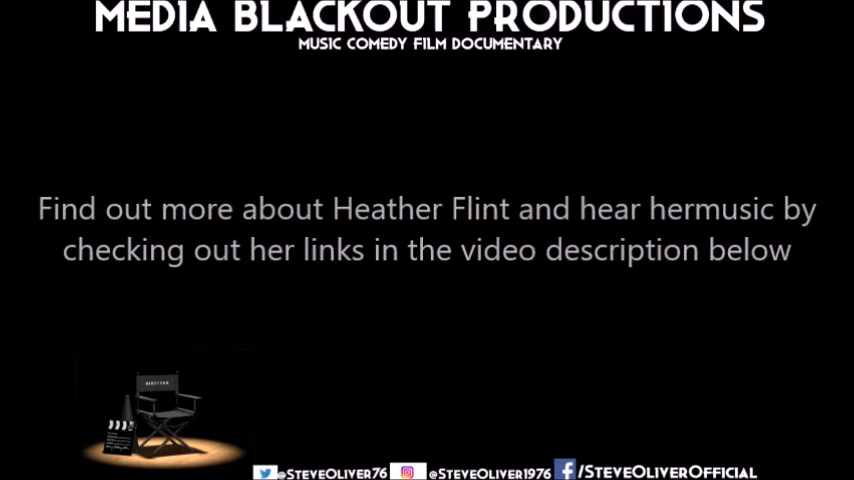 MEDIA BLACKOUT PRODUCTIONS
MUSIC COMEDY FILM DOCUMENTARY
Find out more about Heather Flint and hear hermusic by
checking out her links in the video description below
DIRECTOR
@STEVEOLIVER76 @STEVEOLIVER1976 /STEVEOLIVEROFFICIAL